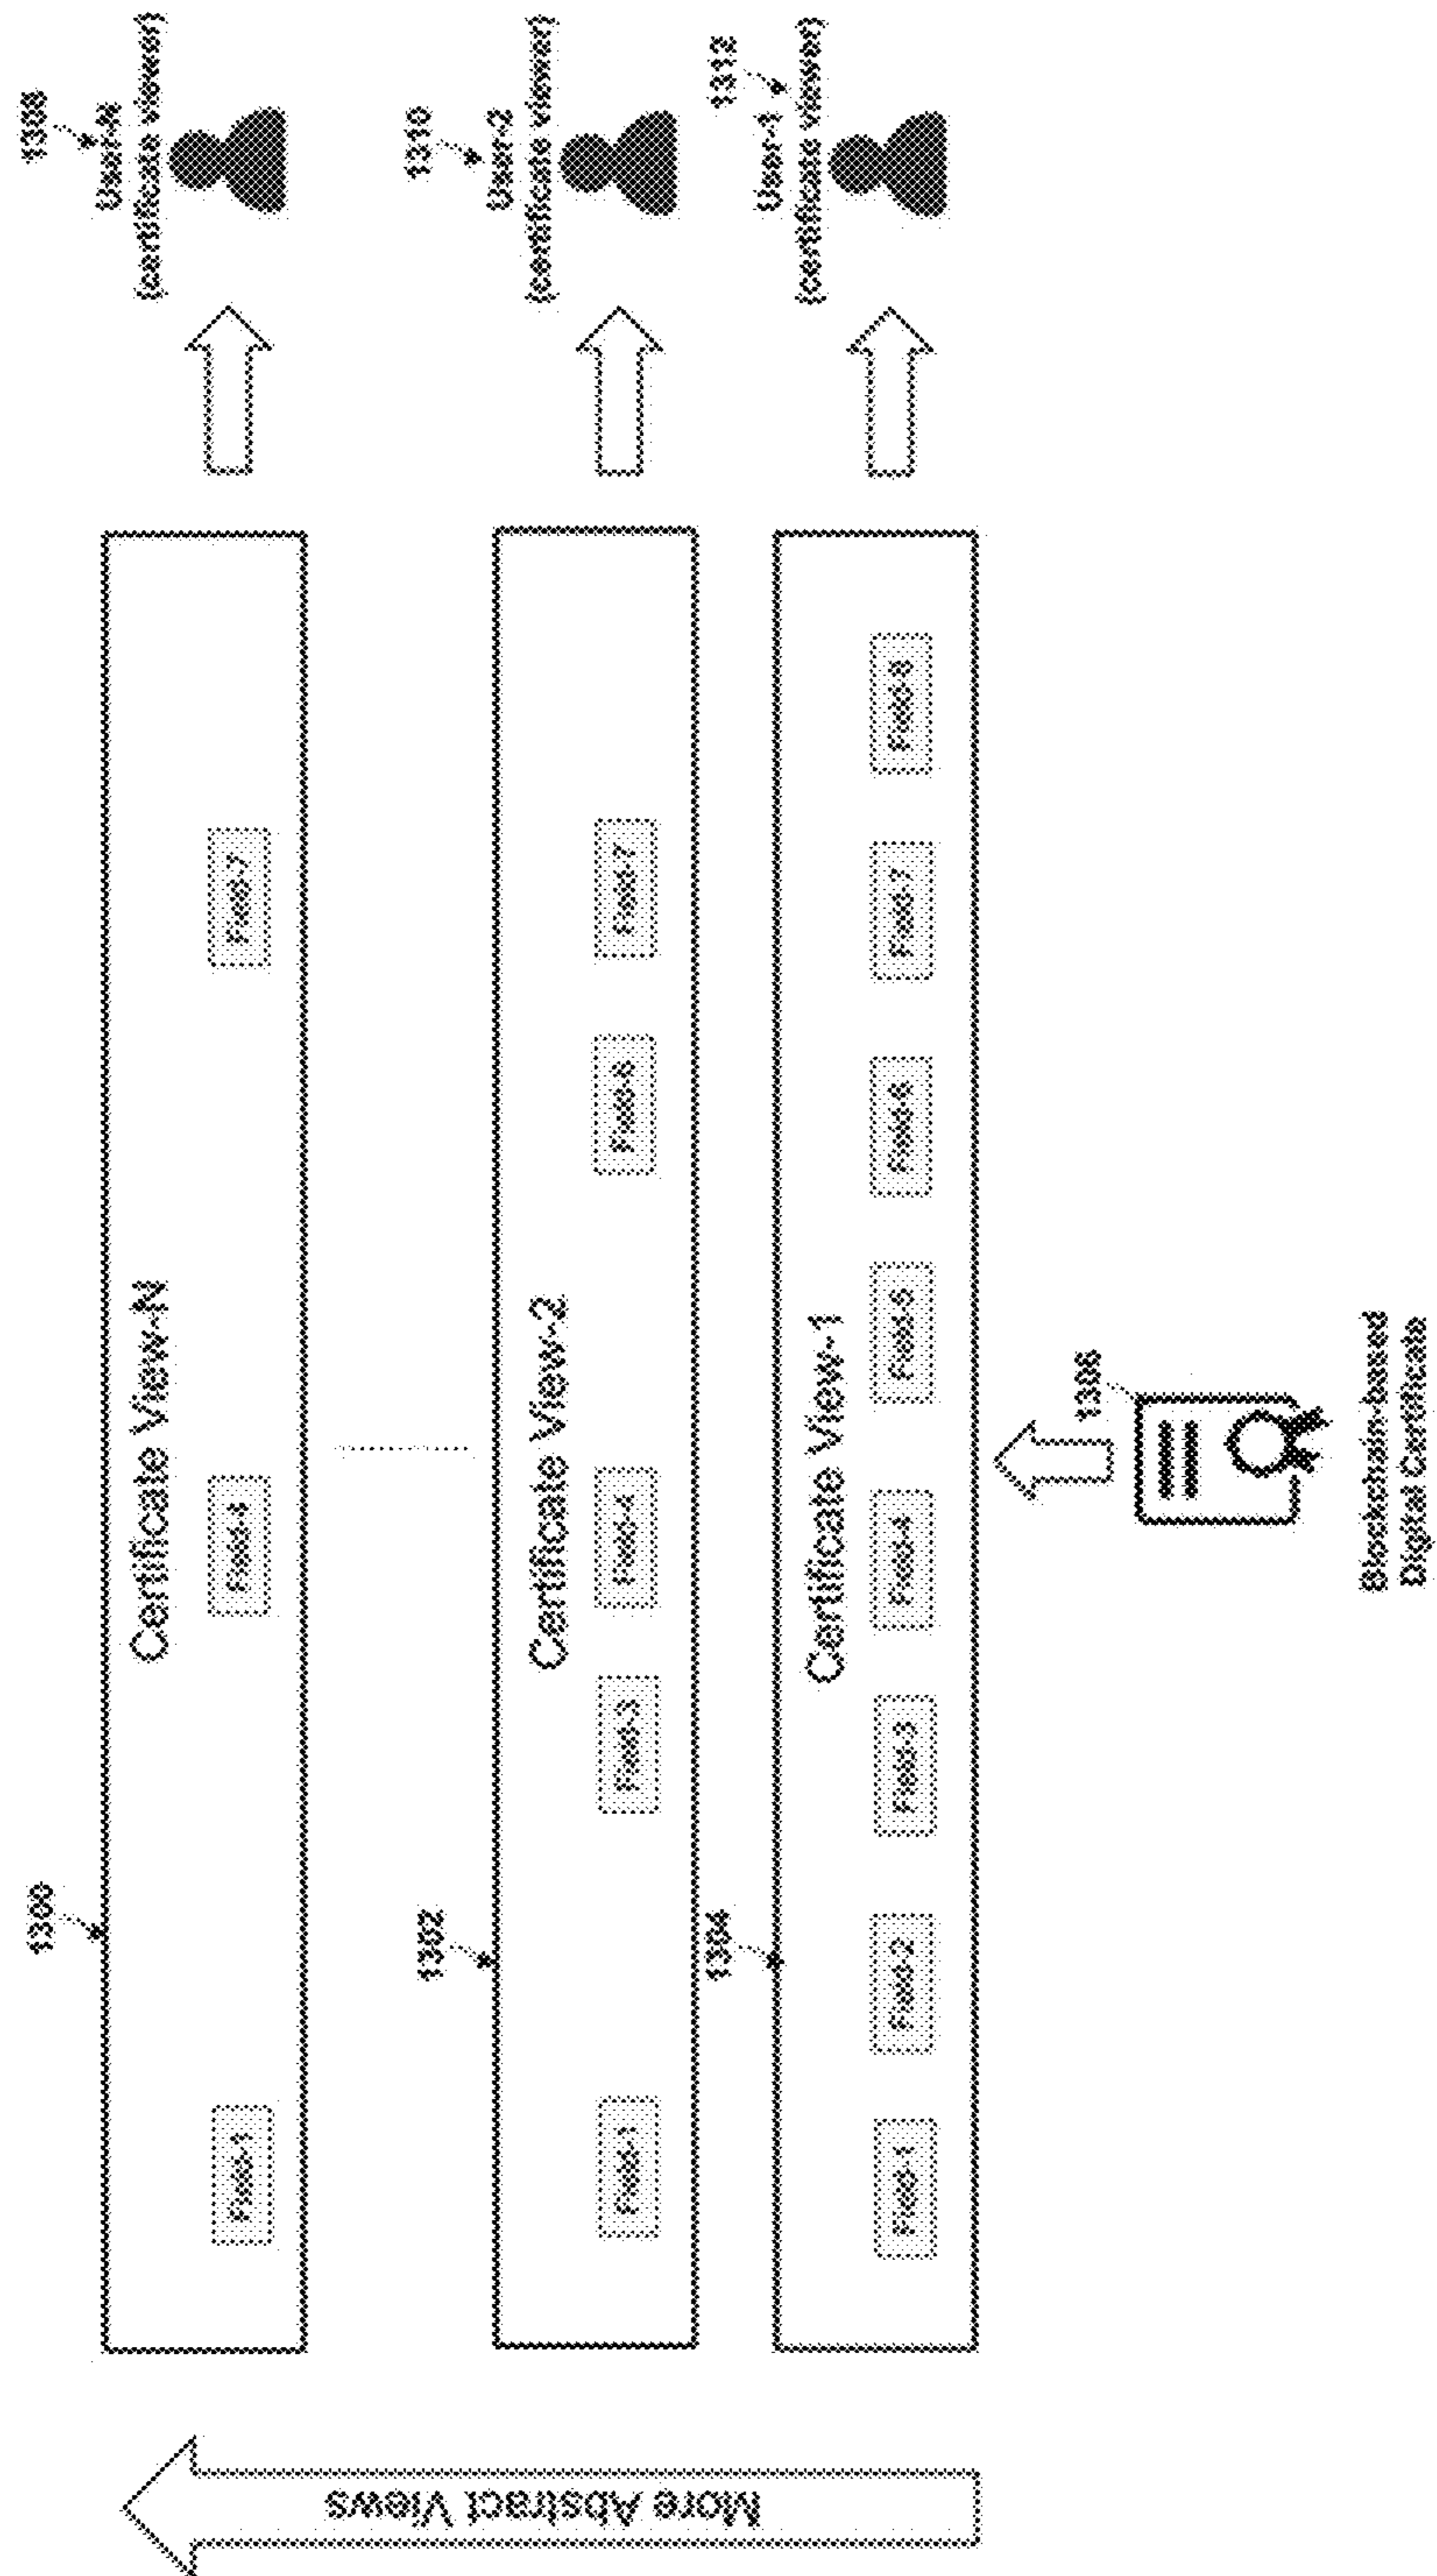 1308
User-N
(certificate viewer)
1300
Certificate View-N
Field-1
Field-4
Field-7
1310
User-2
(certificate viewer)
1302
Certificate View-2
Field-1
Field-3
Field-4
Field-6
Field-7
1312
User-1
(certificate viewer)
1304
Certificate View-1
Field-1
Field-2
Field-3
Field-4
Field-5
Field-6
Field-7
Field-8
1306
Blockchain-based
Digital Certificate
More Abstract Views